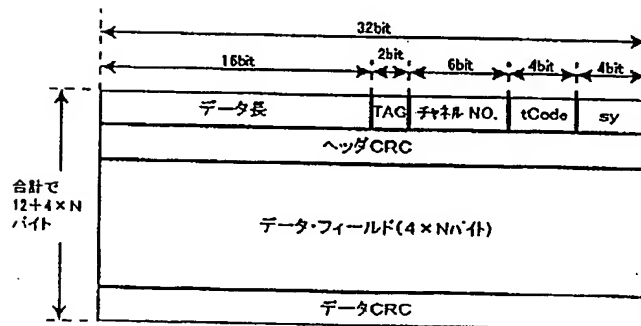 32bit
16bit 2bit 6bit 4bit 4bit
データ長 TAG チャネル NO. tCode sy
ヘッダCRC
合計で
12+4×N
バイト
データ・フィールド(4×Nバイト)
データCRC